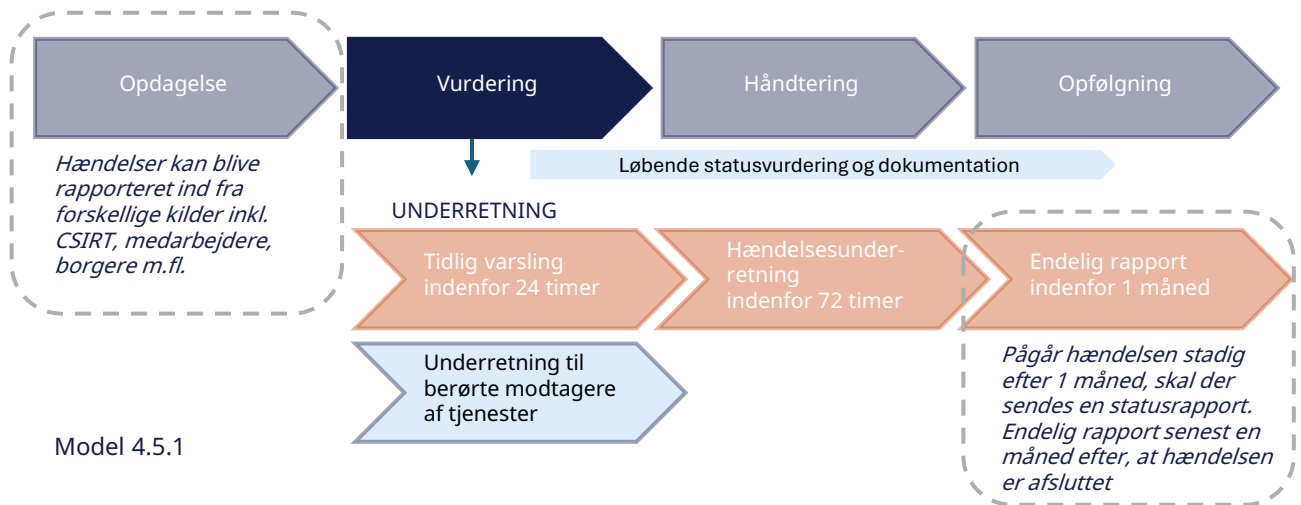 Opdagelse
Vurdering
Håndtering
Opfølgning
Hændelser kan blive
rapporteret ind fra
forskellige kilder inkl.
CSIRT, medarbejdere,
borgere m.fl.
Løbende statusvurdering og dokumentation
UNDERRETNING
Tidlig varsling
indenfor 24 timer
Hændelsesunder-
retning
indenfor 72 timer
Endelig rapport
indenfor 1 måned
Underretning til
berørte modtagere
af tjenester
Pågår hændelsen stadig
efter 1 måned, skal der
sendes en statusrapport.
Endelig rapport senest en
måned efter, at hændelsen
er afsluttet
Model 4.5.1